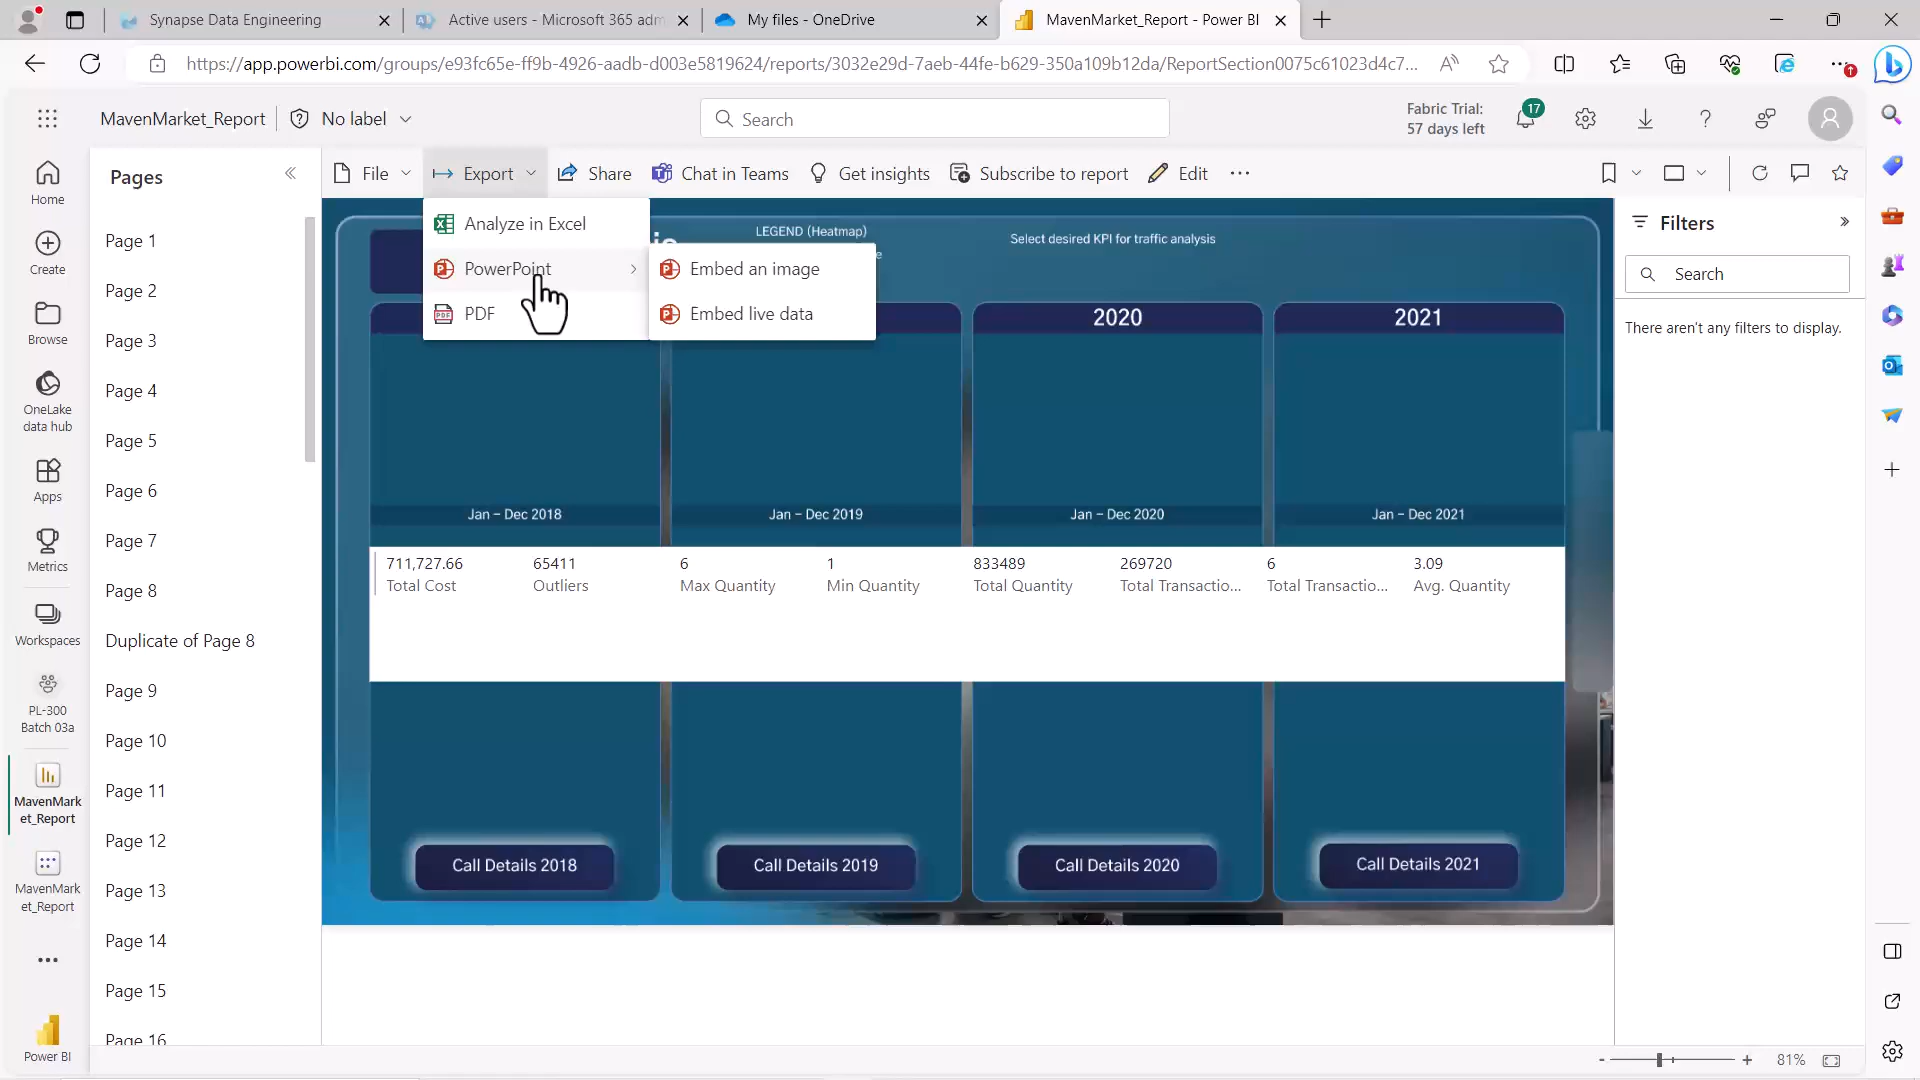 Synapse Data Engineering
Active users - Microsoft 365 adm
My files - OneDrive
MavenMarket_Report - Power BI
https://app.powerbi.com/groups/e93fc65e-ff9b-4926-aadb-d003e5819624/reports/3032e29d-7aeb-44fe-b629-350a109b12da/ReportSection0075c61023d4c7...
MavenMarket_Report
No label
Search
Fabric Trial:
57 days left
17
Home
Create
Browse
OneLake
data hub
Apps
Metrics
Workspaces
PL-300
Batch 03a
MavenMark
et_Report
MavenMark
et_Report
Power BI
Pages
Page 1
Page 2
Page 3
Page 4
Page 5
Page 6
Page 7
Page 8
Duplicate of Page 8
Page 9
Page 10
Page 11
Page 12
Page 13
Page 14
Page 15
Page 16
File
Export
Share
Chat in Teams
Get insights
Subscribe to report
Edit
Analyze in Excel
PowerPoint
PDF
Embed an image
Embed live data
LEGEND (Heatmap)
Select desired KPI for traffic analysis
2020
2021
Jan – Dec 2018
Jan – Dec 2019
Jan – Dec 2020
Jan – Dec 2021
711,727.66
Total Cost
65411
Outliers
6
Max Quantity
1
Min Quantity
833489
Total Quantity
269720
Total Transactio...
6
Total Transactio...
3.09
Avg. Quantity
Call Details 2018
Call Details 2019
Call Details 2020
Call Details 2021
Filters
Search
There aren't any filters to display.
81%